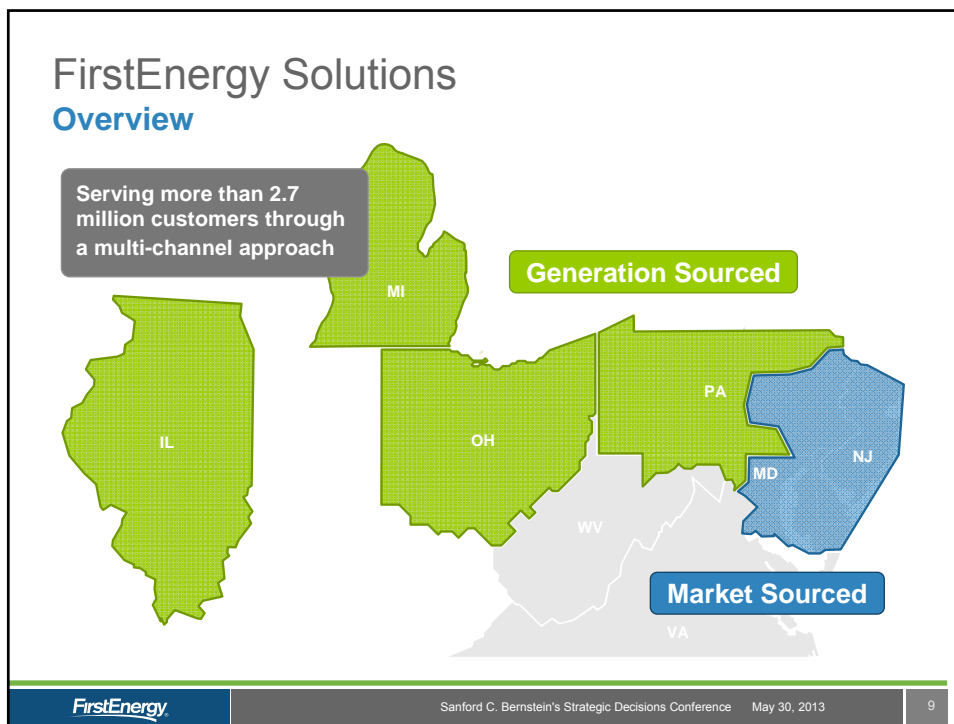 FirstEnergy Solutions
Overview
Serving more than 2.7
million customers through
a multi-channel approach
Generation Sourced
MI
IL
OH
PA
NJ
MD
WV
Market Sourced
VA
FirstEnergy
Sanford C. Bernstein's Strategic Decisions Conference May 30, 2013 9